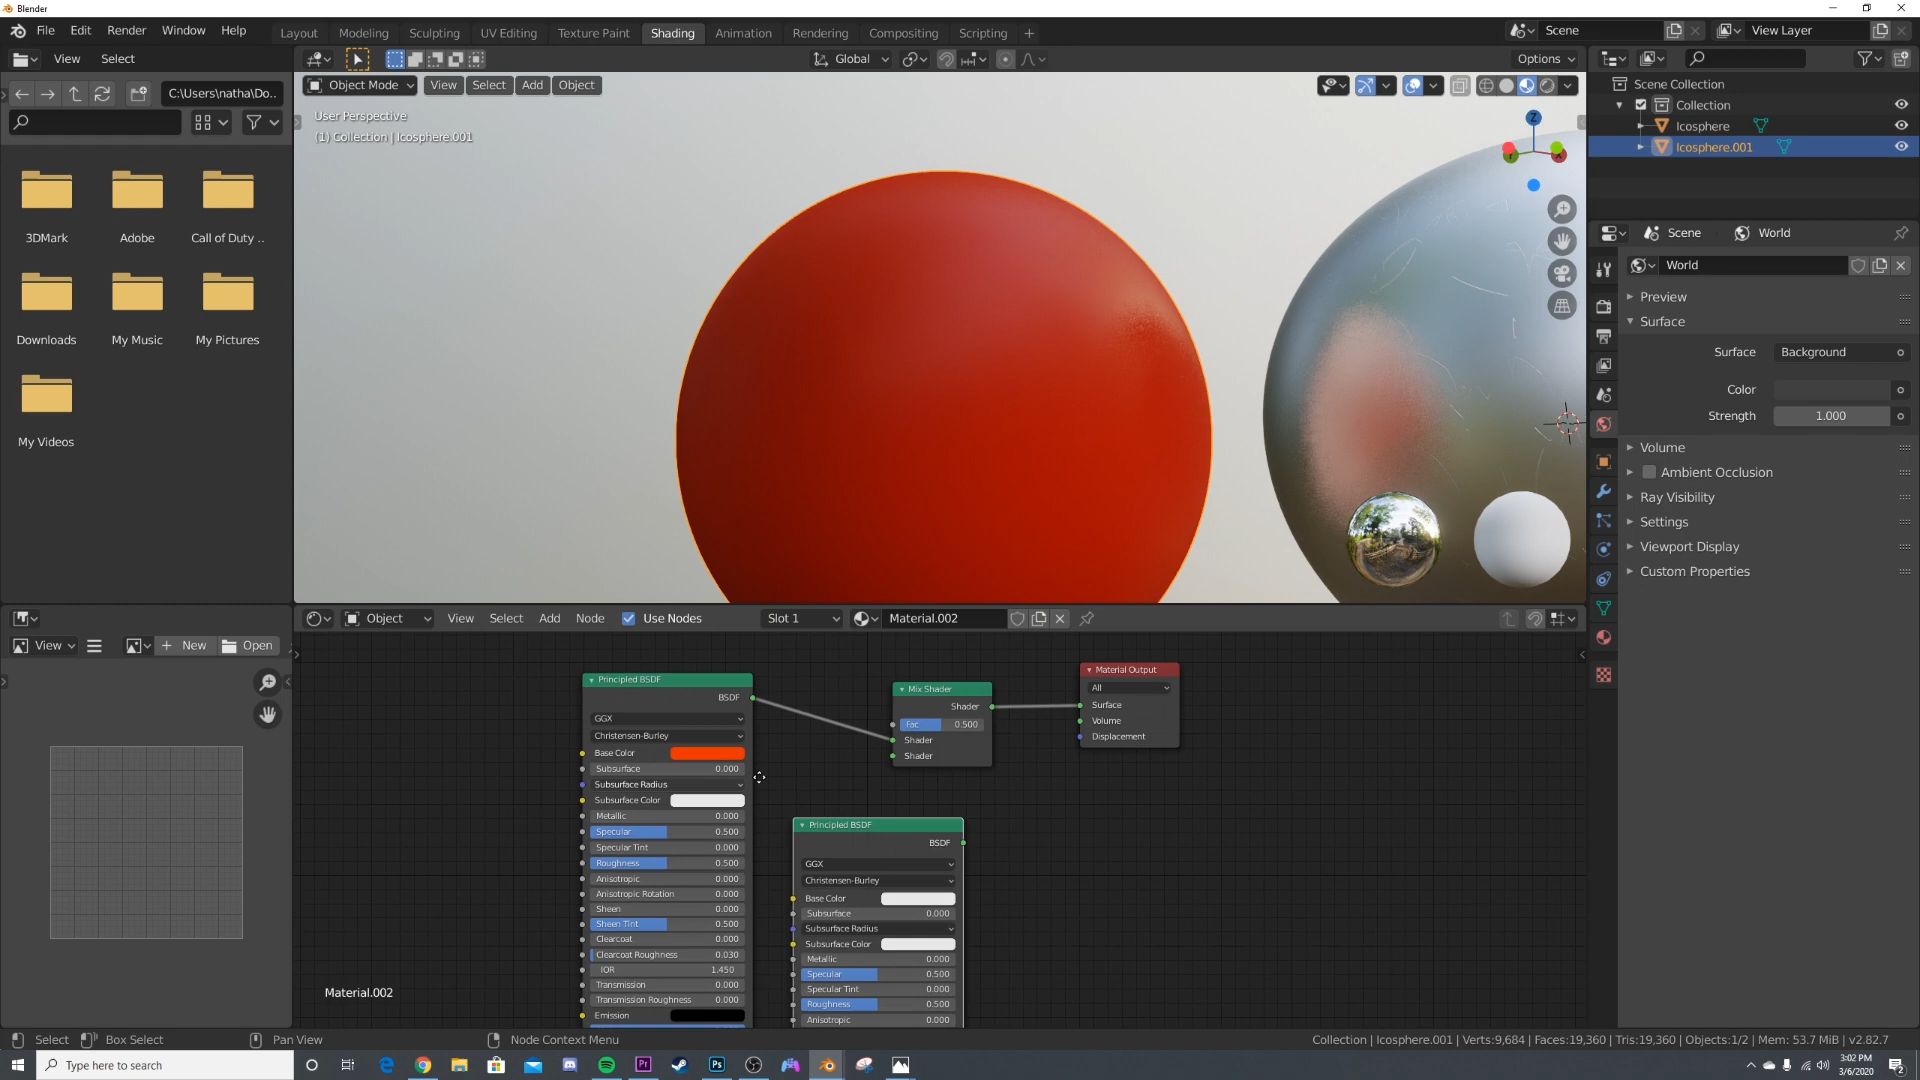 Blender
File Edit Render Window Help Layout Modeling Sculpting UV Editing Texture Paint Shading Animation Rendering Compositing Scripting + Scene View Layer
View Select Global Options
C:\Users\natha\Do.. Object Mode View Select Add Object Scene Collection
User Perspective
(1) Collection | Icosphere.001
Collection
Icosphere
Icosphere.001
Z
3DMark Adobe Call of Duty ..
Downloads My Music My Pictures
My Videos
Scene World
World
Preview
Surface
Surface Background
Color
Strength 1.000
Volume
Ambient Occlusion
Ray Visibility
Settings
Viewport Display
Custom Properties
Object View Select Add Node Use Nodes Slot 1 Material.002
View New Open
Principled BSDF
BSDF
GGX
Christensen-Burley
Base Color
Subsurface 0.000
Subsurface Radius
Subsurface Color
Metallic 0.000
Specular 0.500
Specular Tint 0.000
Roughness 0.500
Anisotropic 0.000
Anisotropic Rotation 0.000
Sheen 0.000
Sheen Tint 0.500
Clearcoat 0.000
Clearcoat Roughness 0.030
IOR 1.450
Transmission 0.000
Transmission Roughness 0.000
Emission
Mix Shader
Shader
Fac 0.500
Shader
Shader
Material Output
All
Surface
Volume
Displacement
Principled BSDF
BSDF
GGX
Christensen-Burley
Base Color
Subsurface 0.000
Subsurface Radius
Subsurface Color
Metallic 0.000
Specular 0.500
Specular Tint 0.000
Roughness 0.500
Anisotropic 0.000
Material.002
Select Box Select Pan View Node Context Menu Collection | Icosphere.001 | Verts:9,684 | Faces:19,360 | Tris:19,360 | Objects:1/2 | Mem: 53.7 MiB | v2.82.7
Type here to search Pr Ps 3:02 PM
3/6/2020 2